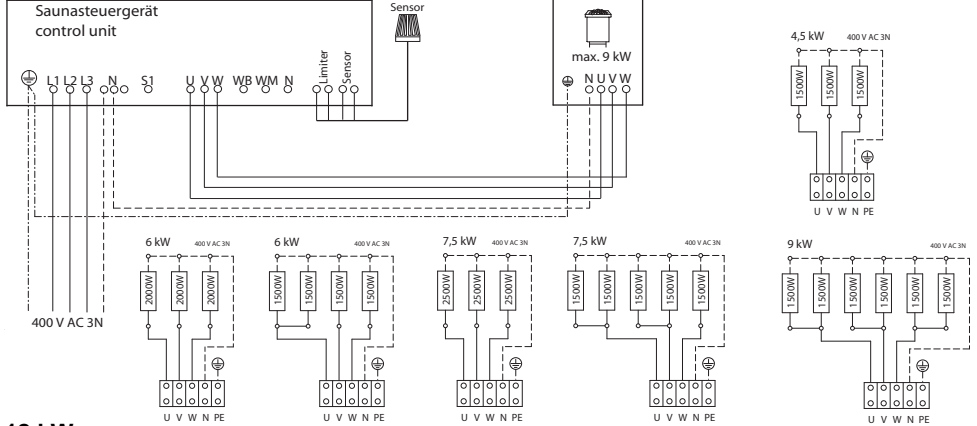 Saunasteuergerät
control unit
Sensor
max. 9 kW
L1 L2 L3 N S1 U V W WB WM N
Limiter
Sensor
N U V W
400 V AC 3N
4,5 kW 400 V AC 3N
1500W 1500W 1500W
U V W N PE
6 kW 400 V AC 3N
2000W 2000W 2000W
U V W N PE
6 kW 400 V AC 3N
1500W 1500W 1500W 1500W
U V W N PE
7,5 kW 400 V AC 3N
2500W 2500W 2500W
U V W N PE
7,5 kW 400 V AC 3N
1500W 1500W 1500W 1500W 1500W
U V W N PE
9 kW 400 V AC 3N
1500W 1500W 1500W 1500W 1500W 1500W
U V W N PE